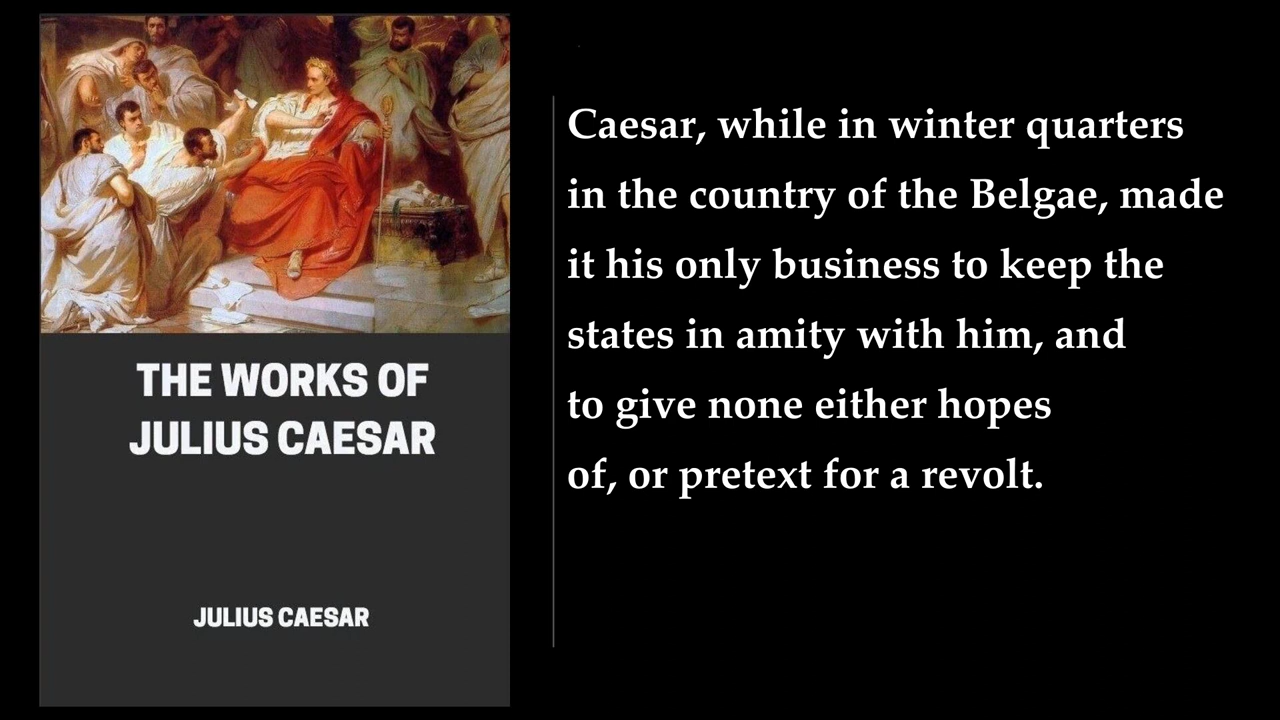 THE WORKS OF
JULIUS CAESAR
JULIUS CAESAR
Caesar, while in winter quarters
in the country of the Belgae, made
it his only business to keep the
states in amity with him, and
to give none either hopes
of, or pretext for a revolt.